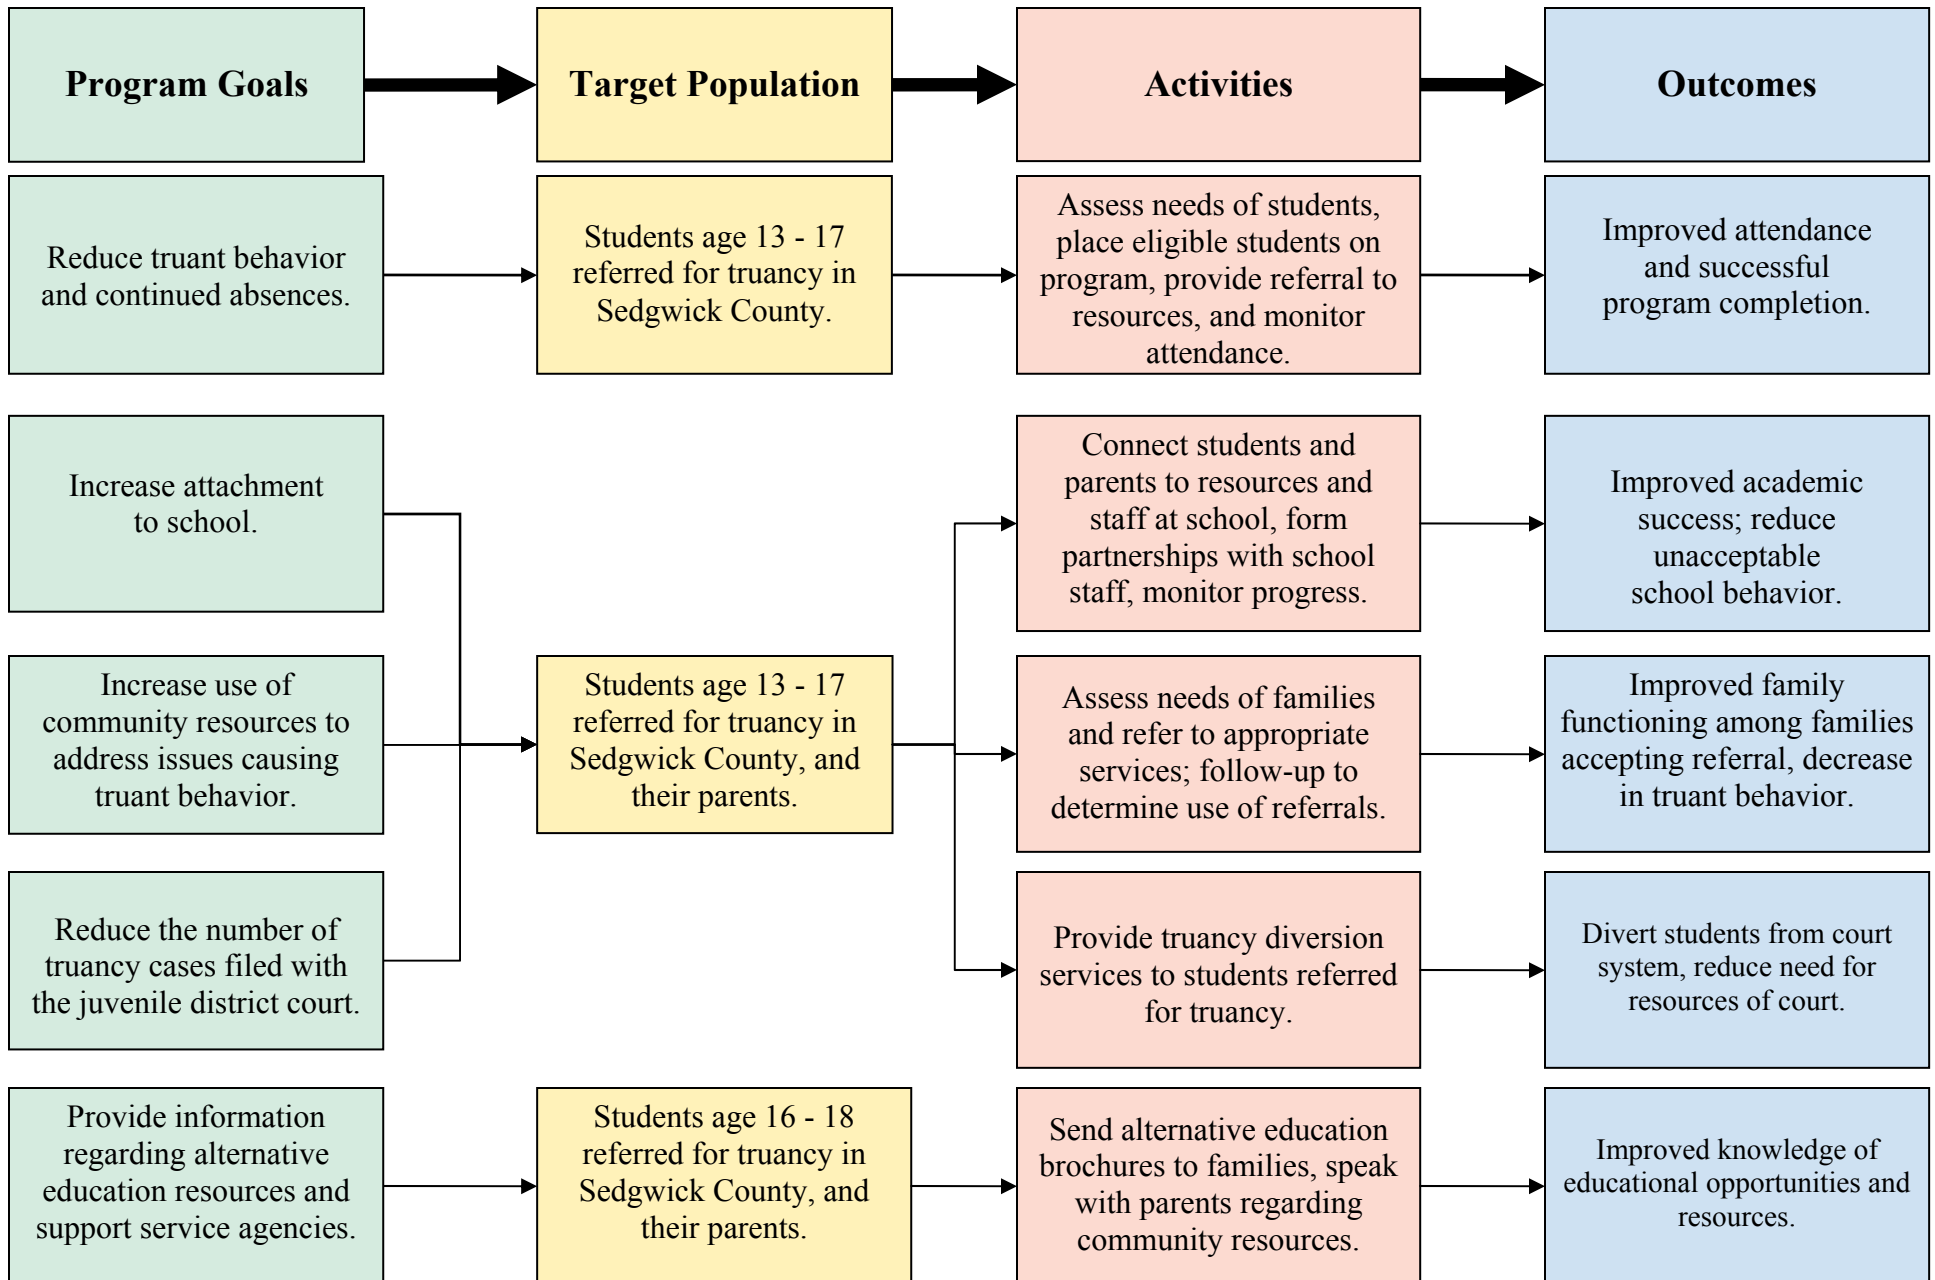 Program Goals
Target Population
Activities
Outcomes
Reduce truant behavior
and continued absences.
Students age 13 - 17
referred for truancy in
Sedgwick County.
Assess needs of students,
place eligible students on
program, provide referral to
resources, and monitor
attendance.
Improved attendance
and successful
program completion.
Increase attachment
to school.
Connect students and
parents to resources and
staff at school, form
partnerships with school
staff, monitor progress.
Improved academic
success; reduce
unacceptable
school behavior.
Increase use of
community resources to
address issues causing
truant behavior.
Students age 13 - 17
referred for truancy in
Sedgwick County, and
their parents.
Assess needs of families
and refer to appropriate
services; follow-up to
determine use of referrals.
Improved family
functioning among families
accepting referral, decrease
in truant behavior.
Reduce the number of
truancy cases filed with
the juvenile district court.
Provide truancy diversion
services to students referred
for truancy.
Divert students from court
system, reduce need for
resources of court.
Provide information
regarding alternative
education resources and
support service agencies.
Students age 16 - 18
referred for truancy in
Sedgwick County, and
their parents.
Send alternative education
brochures to families, speak
with parents regarding
community resources.
Improved knowledge of
educational opportunities and
resources.